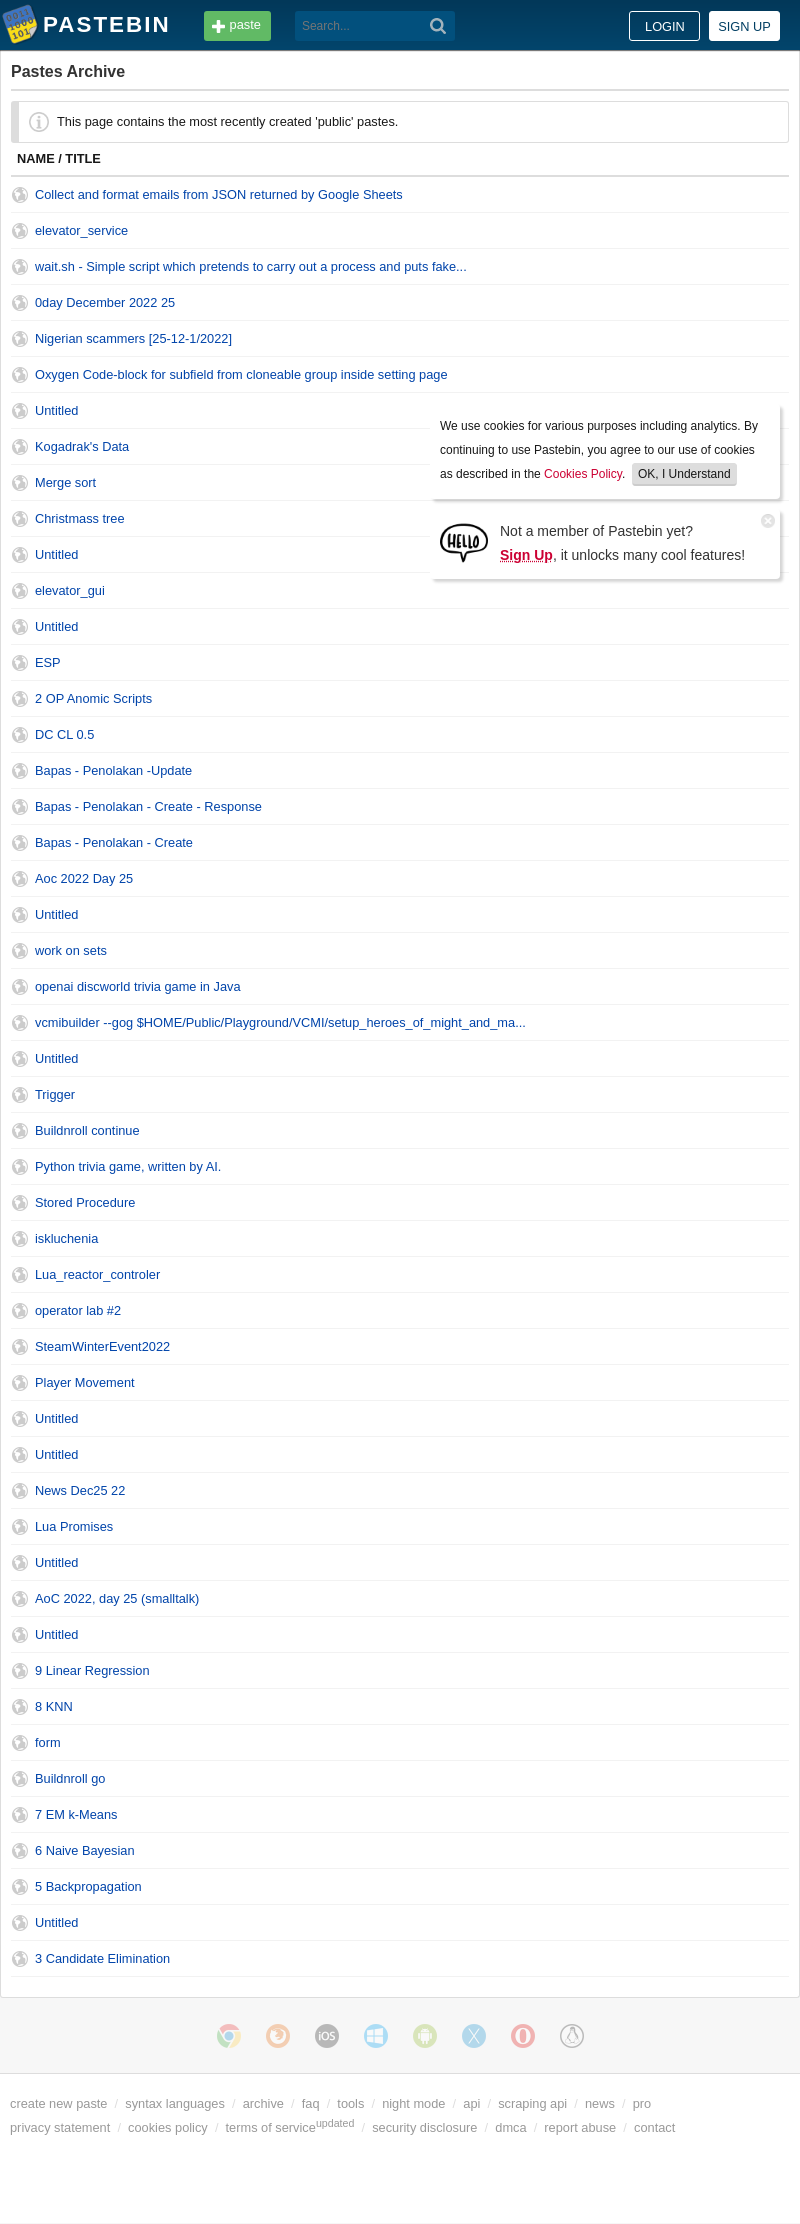 PASTEBIN
paste
Search...
LOGIN
SIGN UP
Pastes Archive
This page contains the most recently created 'public' pastes.
NAME / TITLE
Collect and format emails from JSON returned by Google Sheets
elevator_service
wait.sh - Simple script which pretends to carry out a process and puts fake...
0day December 2022 25
Nigerian scammers [25-12-1/2022]
Oxygen Code-block for subfield from cloneable group inside setting page
Untitled
Kogadrak's Data
Merge sort
Christmass tree
Untitled
We use cookies for various purposes including analytics. By
continuing to use Pastebin, you agree to our use of cookies
as described in the Cookies Policy. OK, I Understand
HELLO
Not a member of Pastebin yet?
Sign Up, it unlocks many cool features!
elevator_gui
Untitled
ESP
2 OP Anomic Scripts
DC CL 0.5
Bapas - Penolakan -Update
Bapas - Penolakan - Create - Response
Bapas - Penolakan - Create
Aoc 2022 Day 25
Untitled
work on sets
openai discworld trivia game in Java
vcmibuilder --gog $HOME/Public/Playground/VCMI/setup_heroes_of_might_and_ma...
Untitled
Trigger
Buildnroll continue
Python trivia game, written by AI.
Stored Procedure
iskluchenia
Lua_reactor_controler
operator lab #2
SteamWinterEvent2022
Player Movement
Untitled
Untitled
News Dec25 22
Lua Promises
Untitled
AoC 2022, day 25 (smalltalk)
Untitled
9 Linear Regression
8 KNN
form
Buildnroll go
7 EM k-Means
6 Naive Bayesian
5 Backpropagation
Untitled
3 Candidate Elimination
iOS
create new paste / syntax languages / archive / faq / tools / night mode / api / scraping api / news / pro
privacy statement / cookies policy / terms of service updated / security disclosure / dmca / report abuse / contact